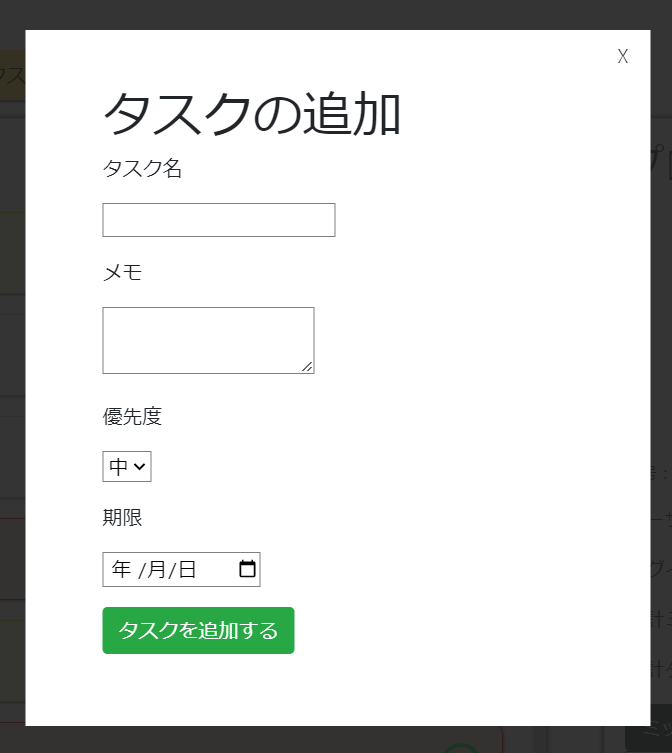 X
タスクの追加
タスク名
メモ
優先度
中
期限
年 /月/日
タスクを追加する